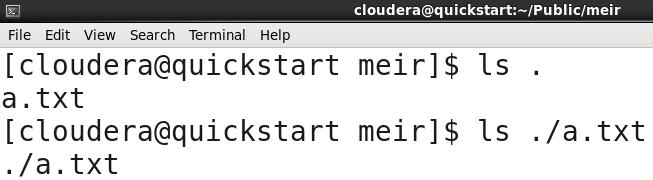 cloudera@quickstart:~/Public/meir
File Edit View Search Terminal Help
[cloudera@quickstart meir]$ ls .
a.txt
[cloudera@quickstart meir]$ ls ./a.txt
./a.txt